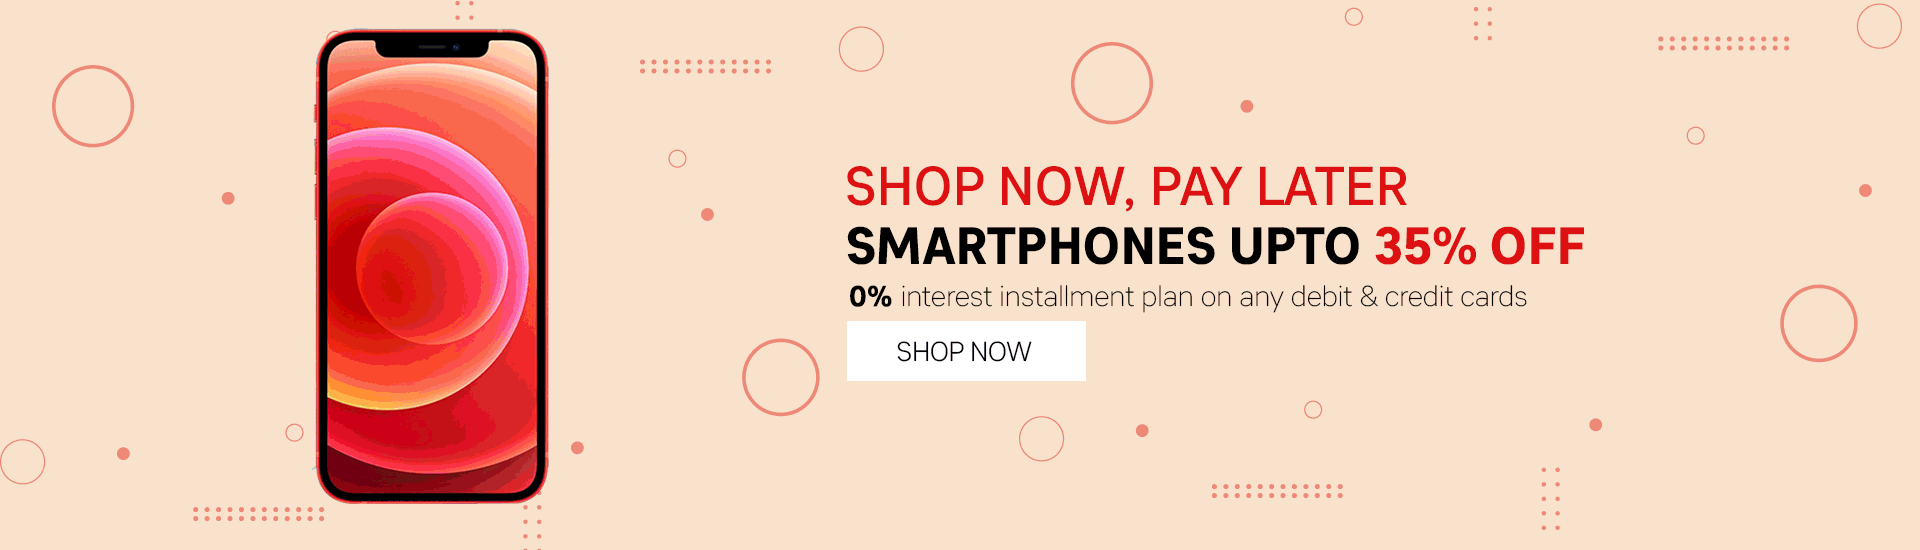 SHOP NOW, PAY LATER
SMARTPHONES UPTO 35% OFF
0% interest installment plan on any debit & credit cards
SHOP NOW